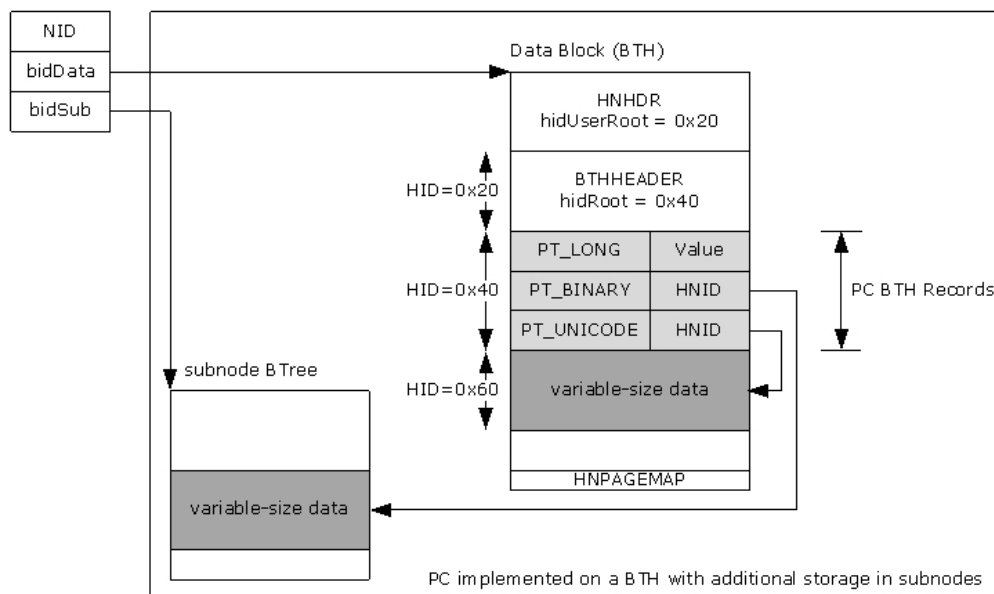 NID
bidData
bidSub
Data Block (BTH)
HNHDR
hidUserRoot = 0x20
HID=0x20
BTHHEADER
hidRoot = 0x40
HID=0x40
PT_LONG Value
PT_BINARY HNID
PT_UNICODE HNID
PC BTH Records
HID=0x60
variable-size data
HNPAGEMAP
subnode BTree
variable-size data
PC implemented on a BTH with additional storage in subnodes